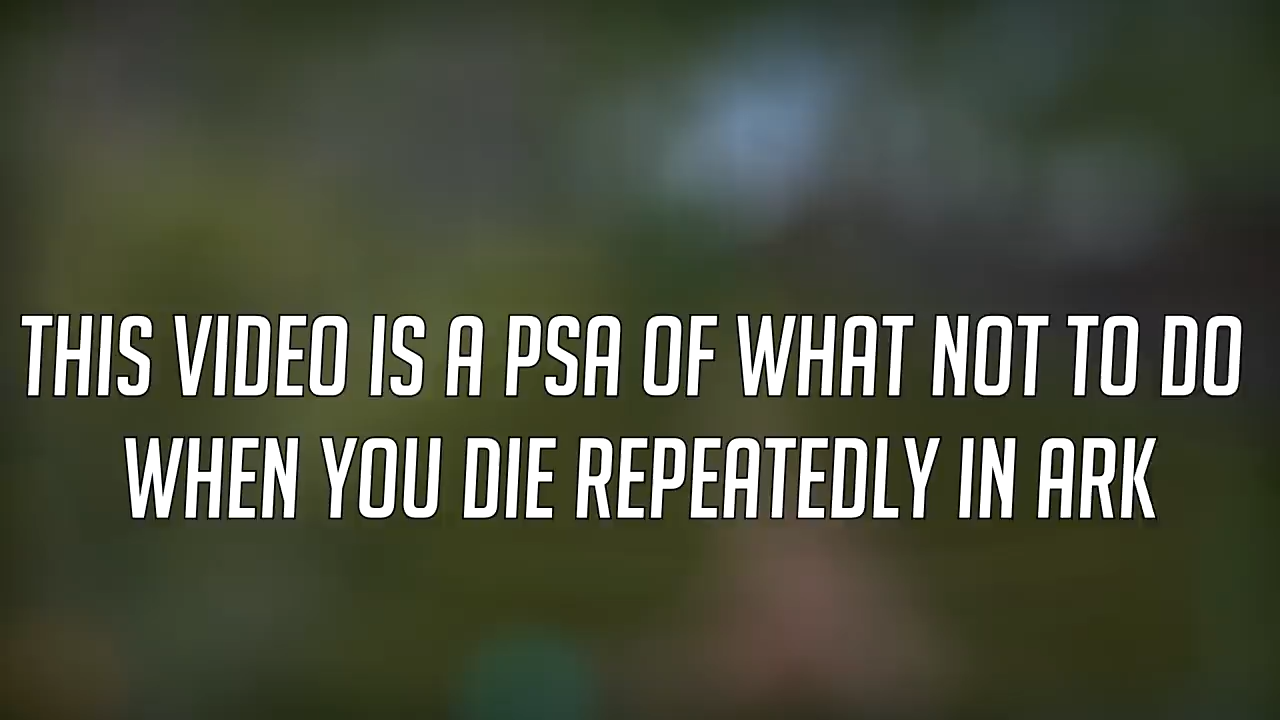 THIS VIDEO IS A PSA OF WHAT NOT TO DO
WHEN YOU DIE REPEATEDLY IN ARK